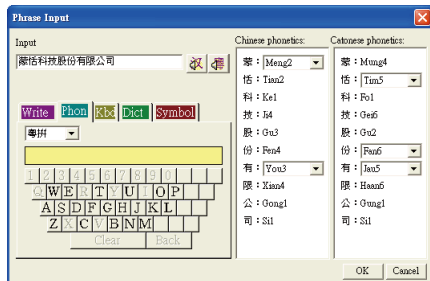 Phrase Input
Input
蒙恬科技股份有限公司
Write Phon Kbd Dict Symbol
粵拼
1 2 3 4 5 6 7 8 9 0
Q W E R T Y U I O P
A S D F G H J K L
Z X C V B N M
Clear Back
Chinese phonetics:
蒙：Meng2
恬：Tian2
科：Ke1
技：Ji4
股：Gu3
份：Fen4
有：You3
限：Xian4
公：Gong1
司：Si1
Catonese phonetics:
蒙：Mung4
恬：Tim5
科：Fo1
技：Gei6
股：Gu2
份：Fan6
有：Jau5
限：Haan6
公：Gung1
司：Si1
OK Cancel